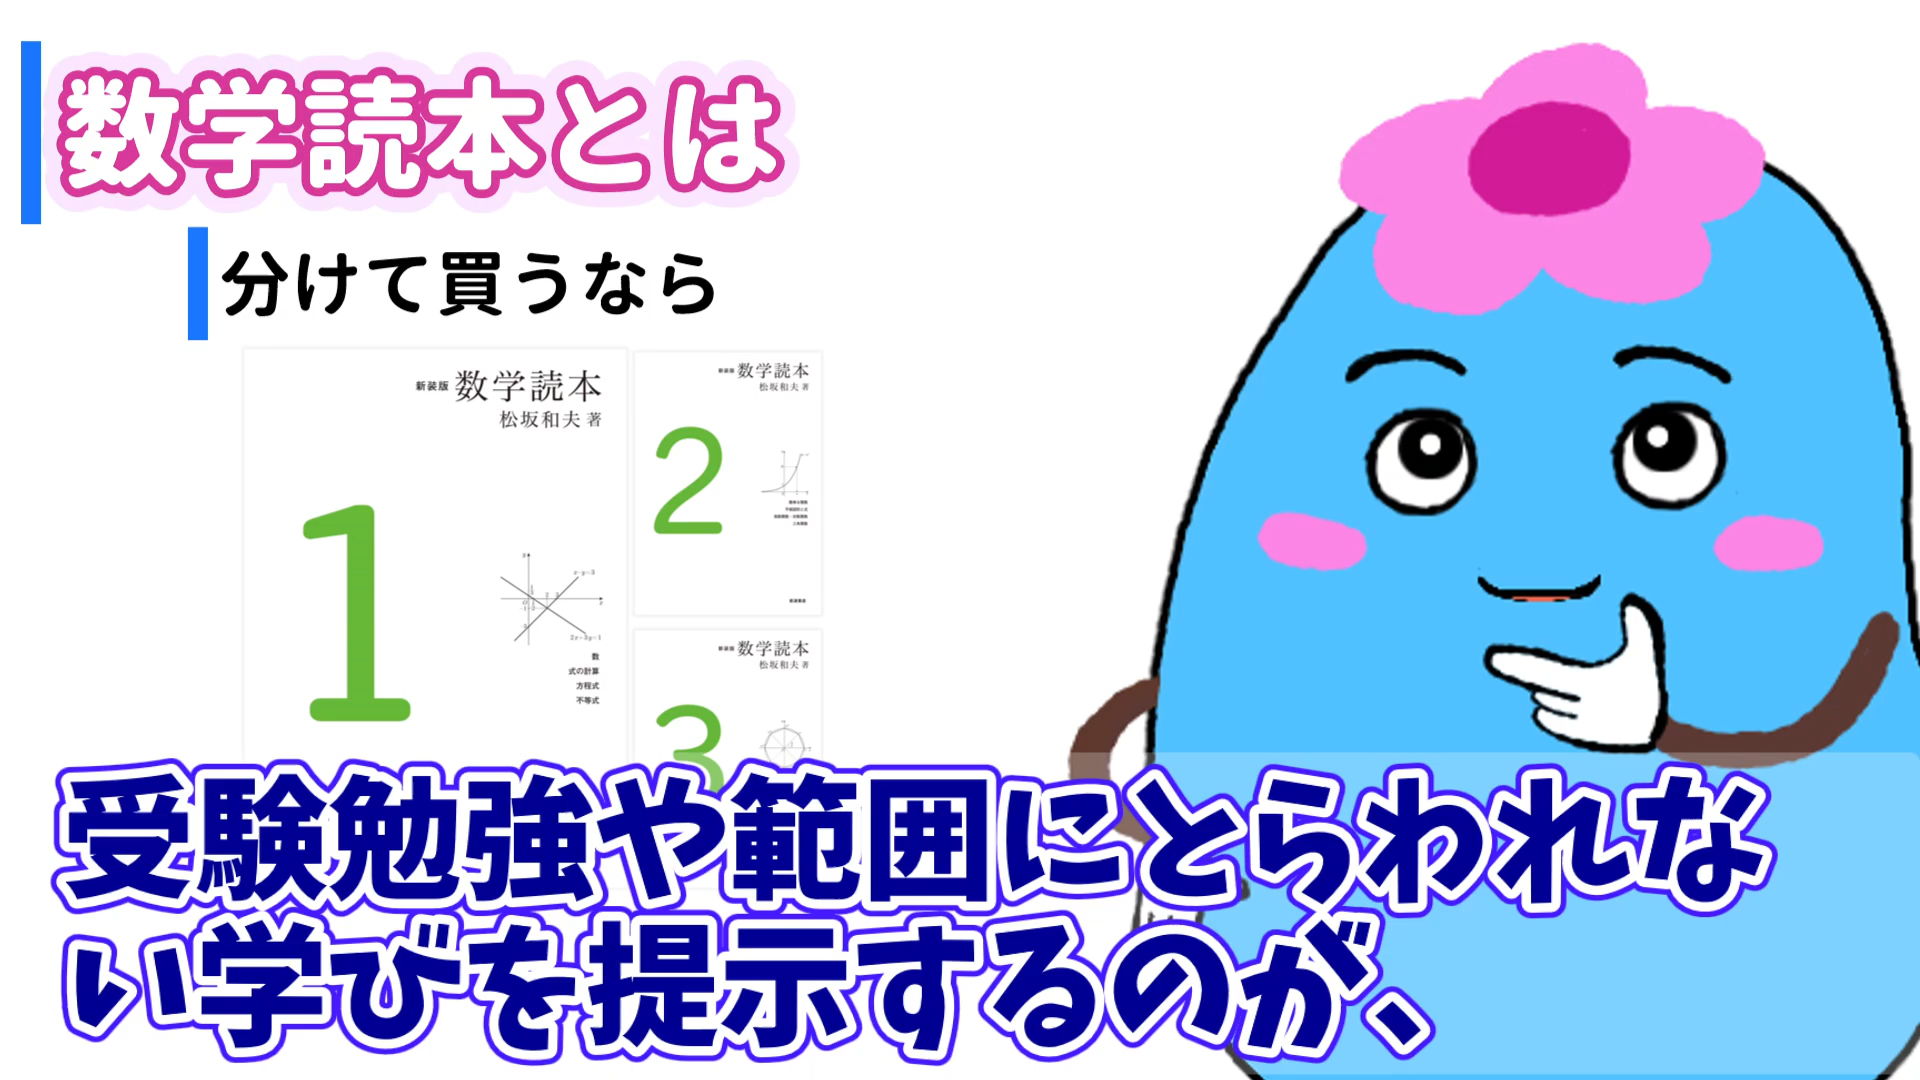 数学読本とは
分けて買うなら
新装版 数学読本
松坂和夫 著
1
x-y=3
2x+3y=1
数
式の計算
方程式
不等式
新装版 数学読本
松坂和夫 著
2
新装版 数学読本
松坂和夫 著
3
受験勉強や範囲にとらわれな
い学びを提示するのが、